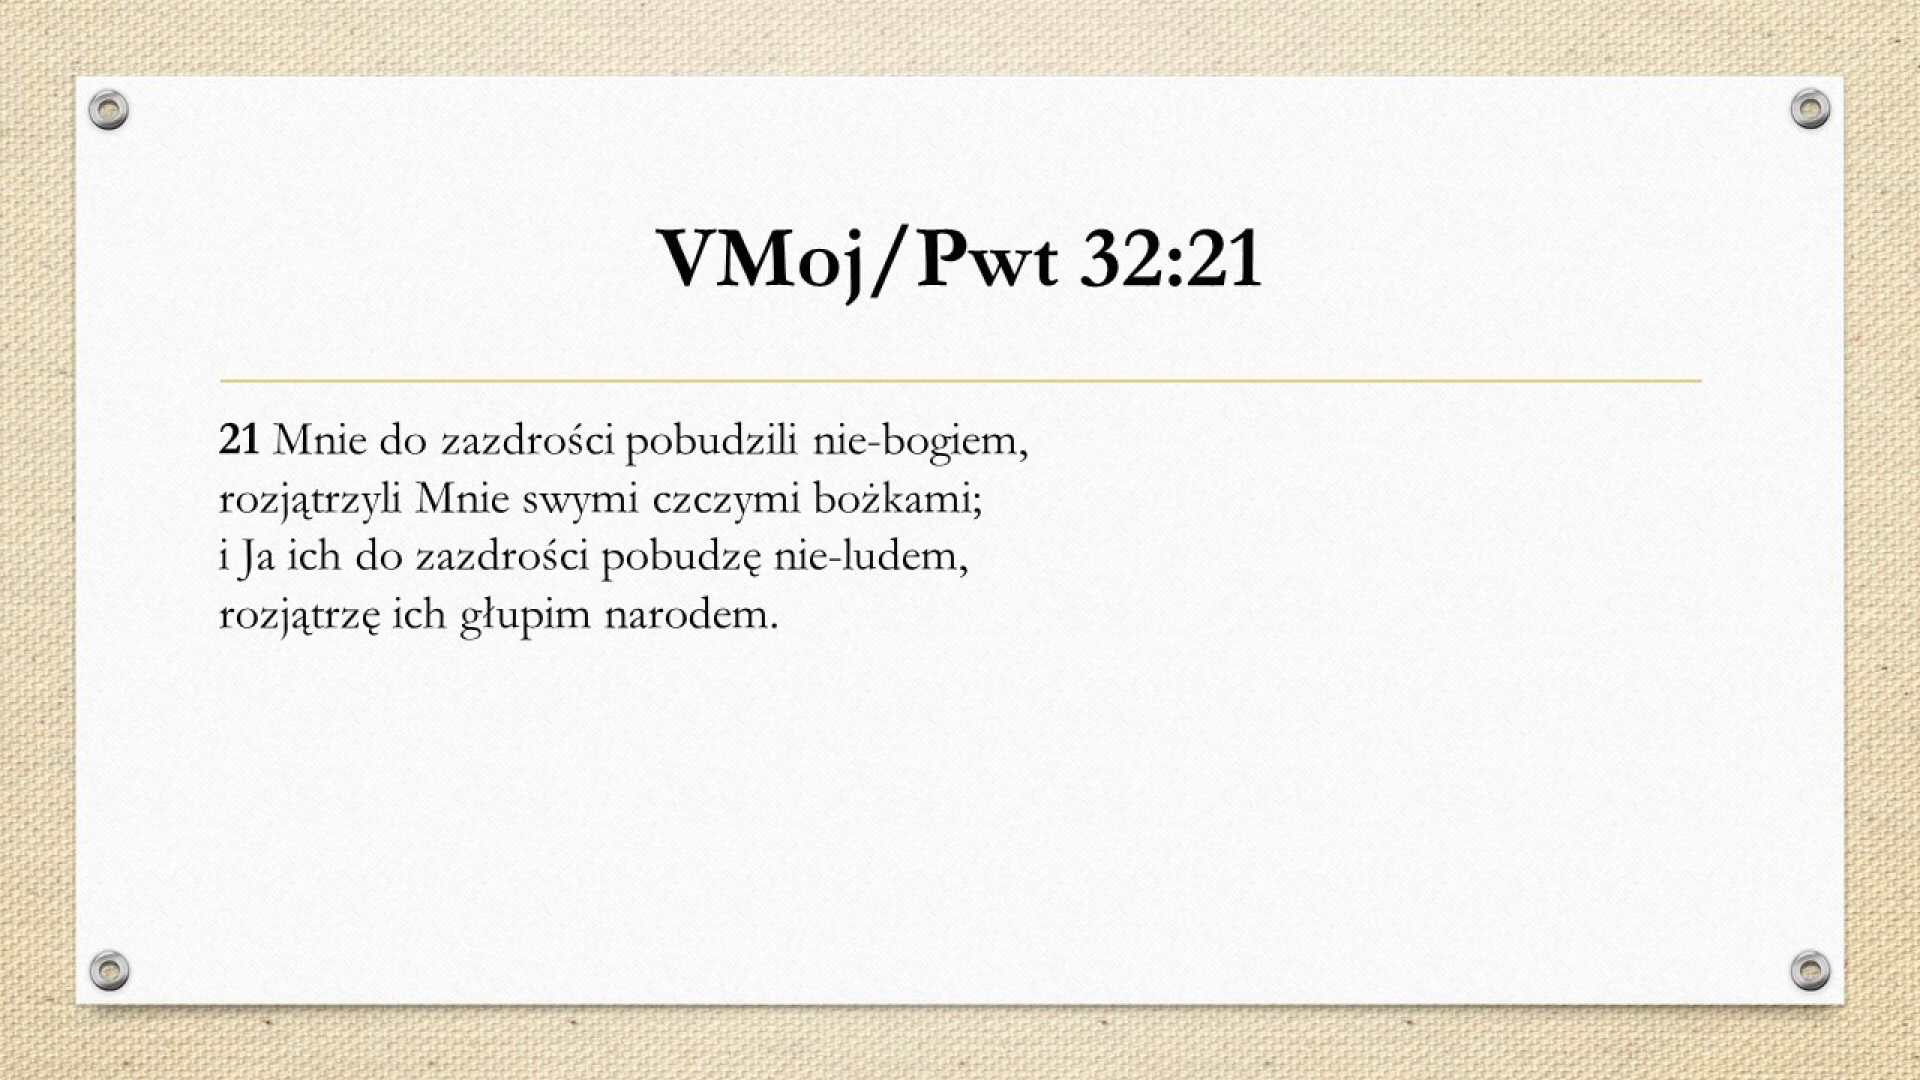 VMoj/Pwt 32:21
21 Mnie do zazdrości pobudzili nie-bogiem,
rozjątrzyli Mnie swymi czczymi bożkami;
i Ja ich do zazdrości pobudzę nie-ludem,
rozjątrzę ich głupim narodem.